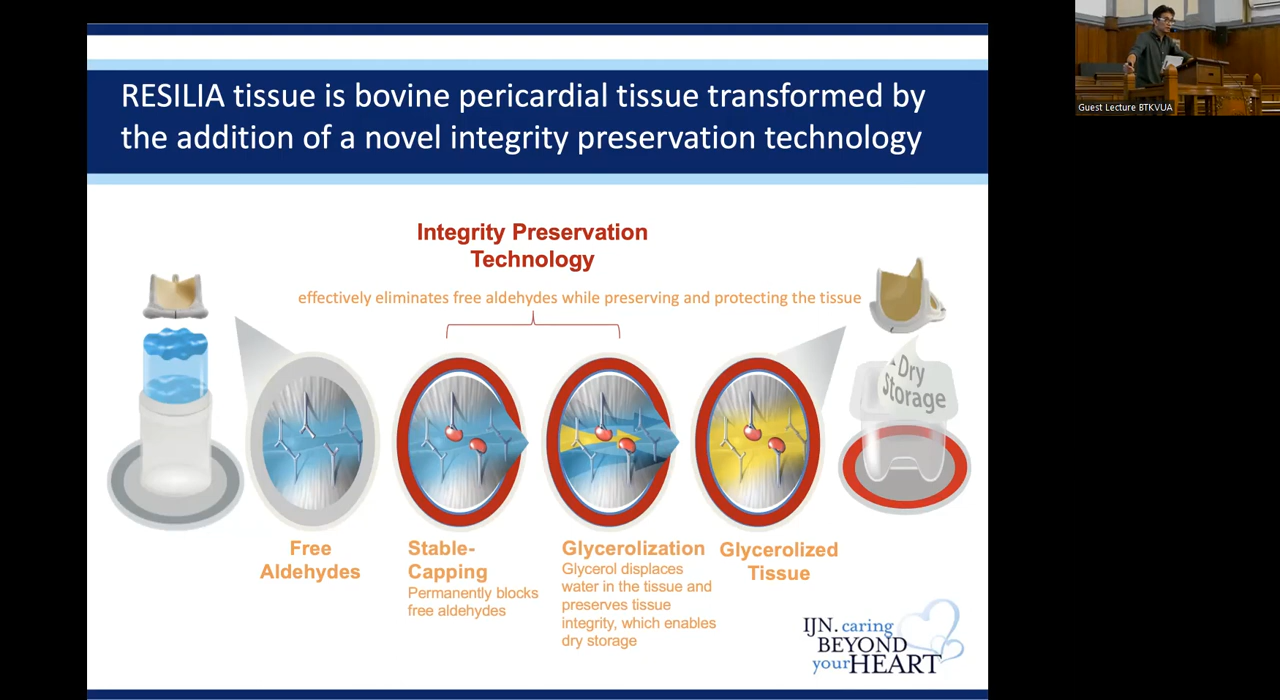 RESILIA tissue is bovine pericardial tissue transformed by
the addition of a novel integrity preservation technology
Guest Lecture BTKVUA
Integrity Preservation
Technology
effectively eliminates free aldehydes while preserving and protecting the tissue
Dry
Storage
Free
Aldehydes
Stable-
Capping
Permanently blocks
free aldehydes
Glycerolization
Glycerol displaces
water in the tissue and
preserves tissue
integrity, which enables
dry storage
Glycerolized
Tissue
IJN. caring
BEYOND
your HEART